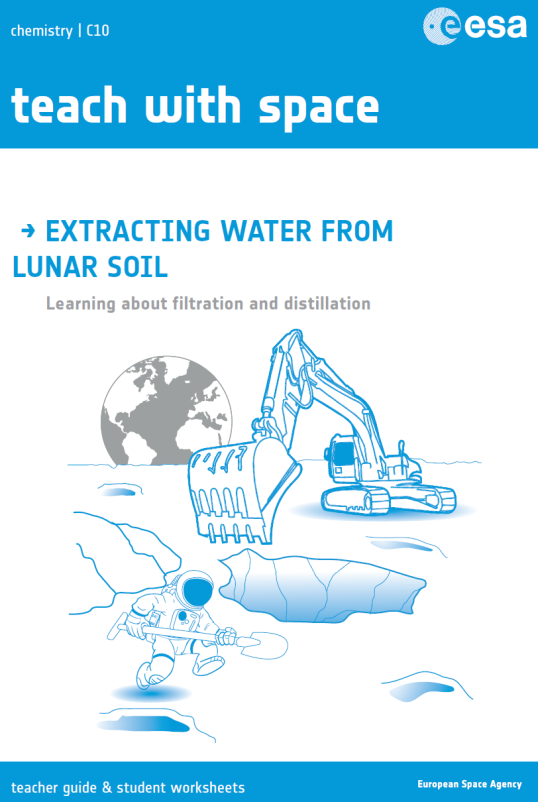 chemistry | C10
esa
teach with space
→ EXTRACTING WATER FROM
LUNAR SOIL
Learning about filtration and distillation
teacher guide & student worksheets
European Space Agency